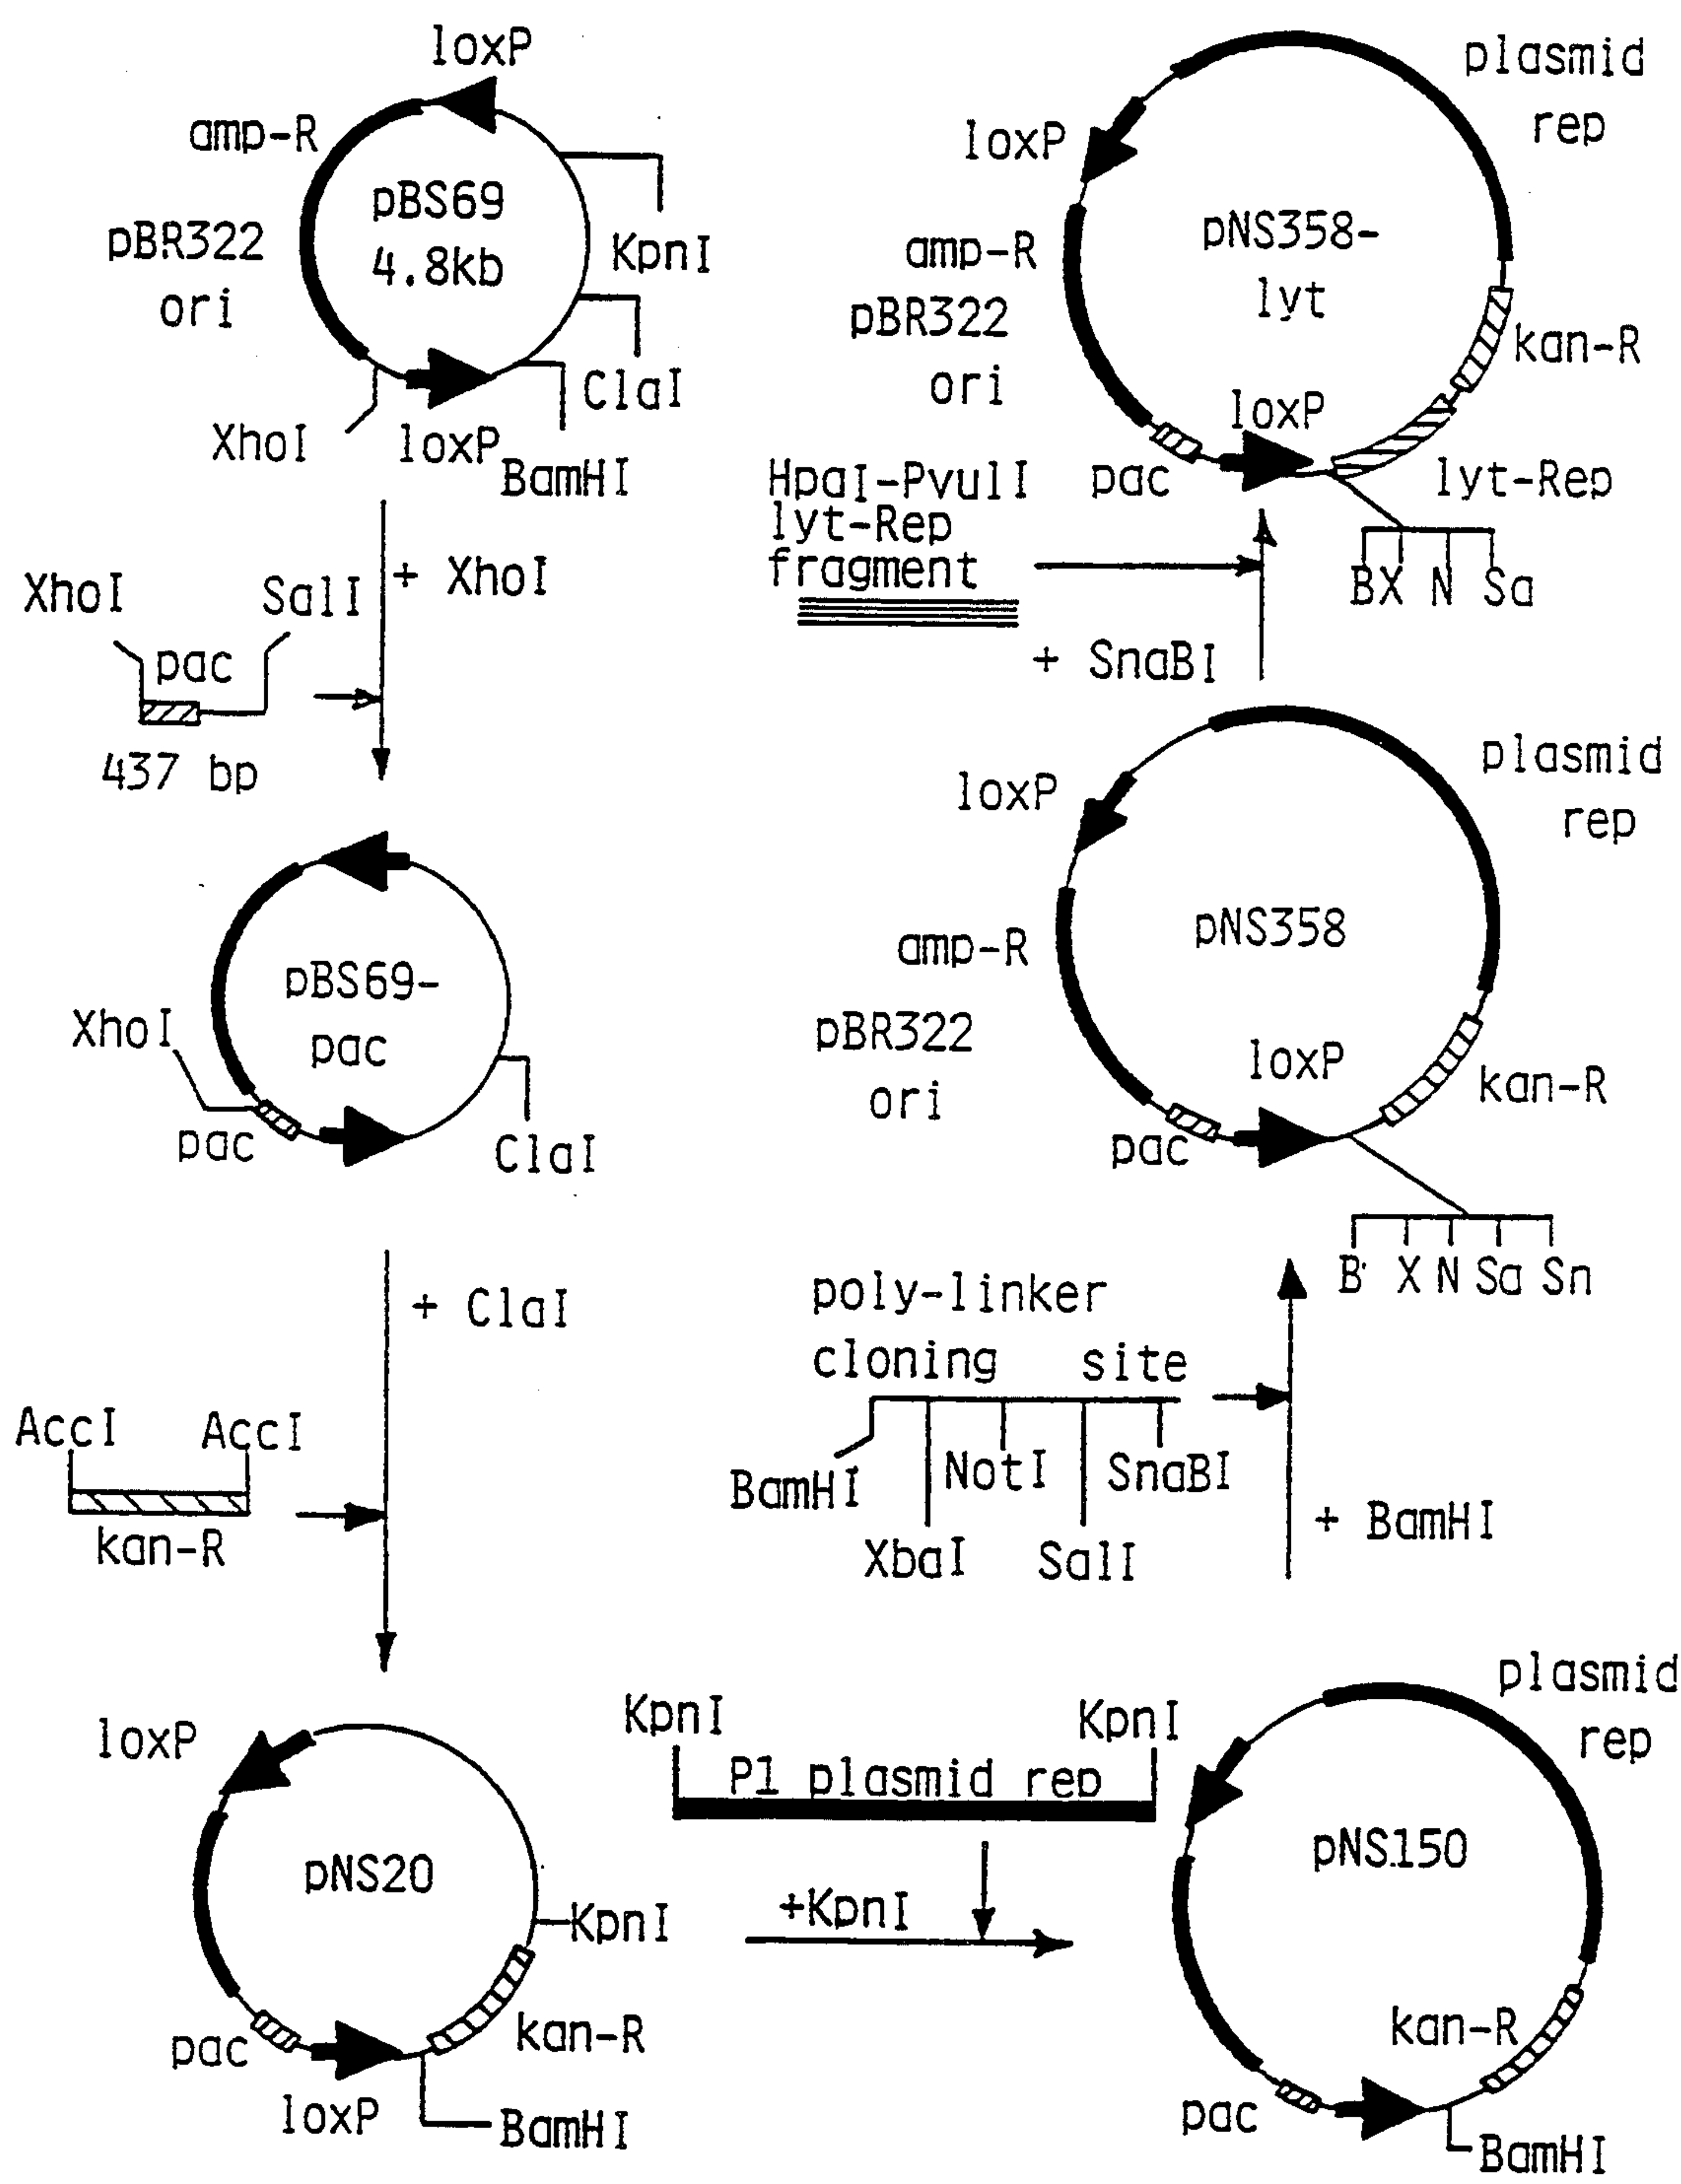 loxP
amp-R
pBS69
4.8kb
pBR322
ori
KpnI
ClaI
XhoI
loxP
BamHI
+ XhoI
XhoI
SalI
pac
437 bp
pBS69-
pac
XhoI
pac
ClaI
+ ClaI
AccI
AccI
kan-R
loxP
pNS20
KpnI
kan-R
pac
loxP
BamHI
KpnI
KpnI
P1 plasmid rep
+KpnI
plasmid
rep
pNS150
kan-R
pac
BamHI
poly-linker
cloning site
BamHI
NotI
SnaBI
XbaI
SalI
+ BamHI
plasmid
rep
loxP
pNS358
amp-R
pBR322
ori
loxP
kan-R
pac
B X N Sa Sn
HpaI-PvuII
lyt-Rep
fragment
+ SnaBI
plasmid
rep
loxP
pNS358-
lyt
amp-R
pBR322
ori
kan-R
loxP
pac
lyt-Rep
BX N Sa